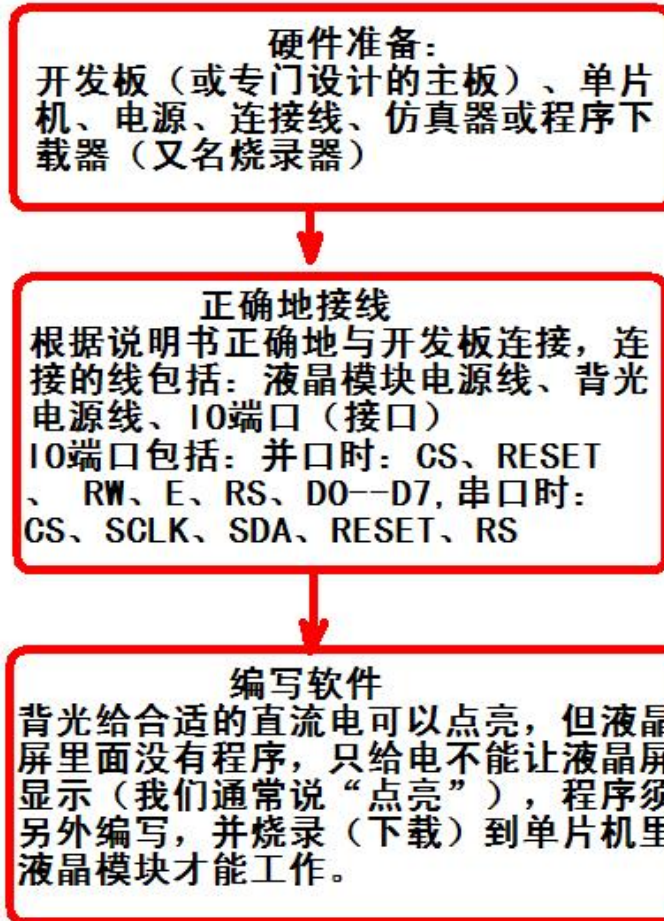 硬件准备：
开发板（或专门设计的主板）、单片
机、电源、连接线、仿真器或程序下
载器（又名烧录器）
正确地接线
根据说明书正确地与开发板连接，连
接的线包括：液晶模块电源线、背光
电源线、IO端口（接口）
IO端口包括：并口时：CS、RESET
、 RW、E、RS、D0--D7,串口时：
CS、SCLK、SDA、RESET、RS
编写软件
背光给合适的直流电可以点亮，但液晶
屏里面没有程序，只给电不能让液晶屏
显示（我们通常说“点亮”），程序须
另外编写，并烧录（下载）到单片机里
液晶模块才能工作。